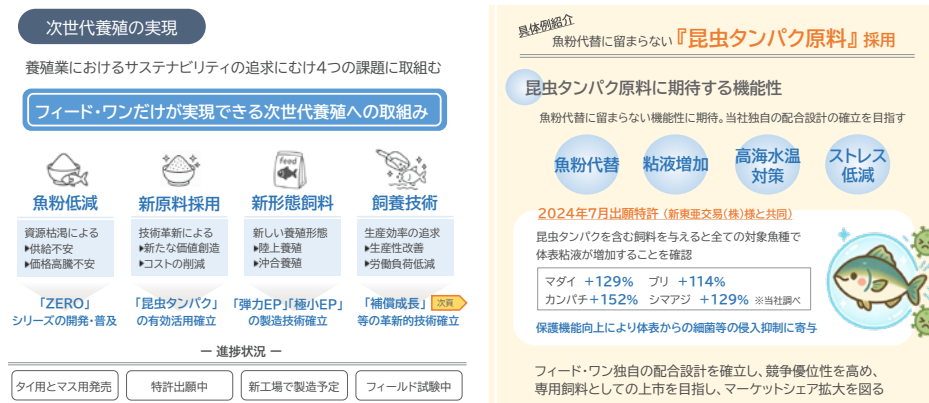 次世代養殖の実現
養殖業におけるサステナビリティの追求にむけ4つの課題に取組む
フィード・ワンだけが実現できる次世代養殖への取組み
feed
魚粉低減
新原料採用
新形態飼料
飼養技術
資源枯渇による
▶供給不安
▶価格高騰不安
技術革新による
▶新たな価値創造
▶コストの削減
新しい養殖形態
▶陸上養殖
▶沖合養殖
生産効率の追求
▶生産性改善
▶労働負荷低減
「ZERO」
シリーズの開発・普及
「昆虫タンパク」
の有効活用確立
「弾力EP」「極小EP」
の製造技術確立
「補償成長」
次頁
等の革新的技術確立
ー 進捗状況 ー
タイ用とマス用発売
特許出願中
新工場で製造予定
フィールド試験中
具体例紹介
魚粉代替に留まらない『昆虫タンパク原料』採用
昆虫タンパク原料に期待する機能性
魚粉代替に留まらない機能性に期待。当社独自の配合設計の確立を目指す
魚粉代替
粘液増加
高海水温
対策
ストレス
低減
2024年7月出願特許（新東亜交易(株)様と共同）
昆虫タンパクを含む飼料を与えると全ての対象魚種で
体表粘液が増加することを確認
マダイ +129% ブリ +114%
カンパチ+152% シマアジ +129% ※当社調べ
保護機能向上により体表からの細菌等の侵入抑制に寄与
フィード・ワン独自の配合設計を確立し、競争優位性を高め、
専用飼料としての上市を目指し、マーケットシェア拡大を図る